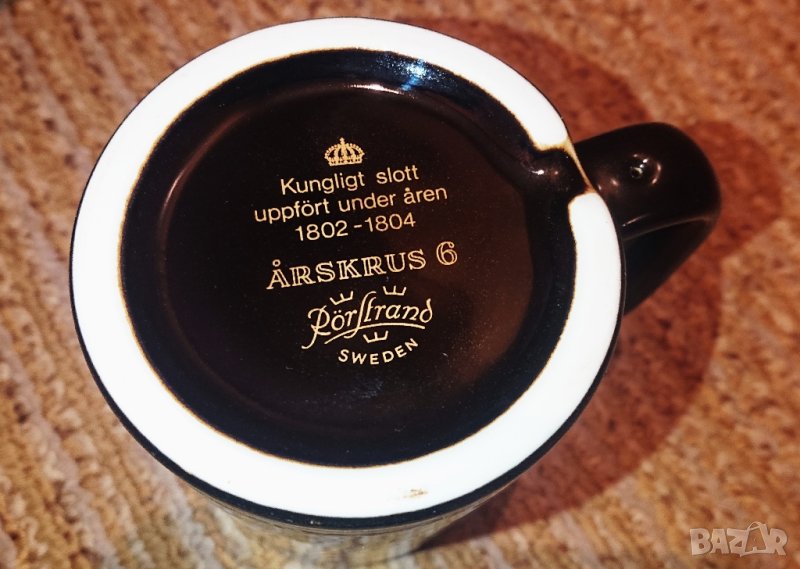 Kungligt slott
uppfört under åren
1802-1804
ÅRSKRUS 6
Rörstrand
SWEDEN
BAZAR